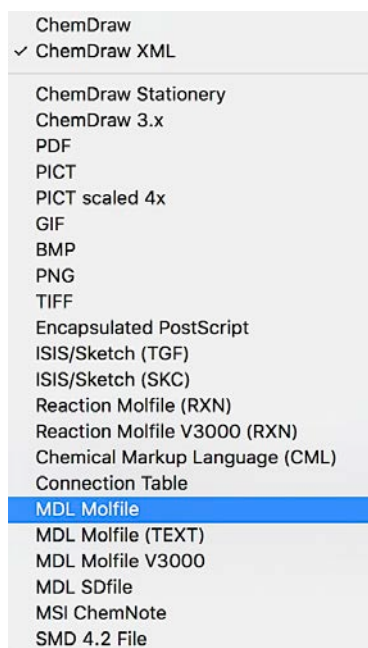 ChemDraw
✓ ChemDraw XML
ChemDraw Stationery
ChemDraw 3.x
PDF
PICT
PICT scaled 4x
GIF
BMP
PNG
TIFF
Encapsulated PostScript
ISIS/Sketch (TGF)
ISIS/Sketch (SKC)
Reaction Molfile (RXN)
Reaction Molfile V3000 (RXN)
Chemical Markup Language (CML)
Connection Table
MDL Molfile
MDL Molfile (TEXT)
MDL Molfile V3000
MDL SDfile
MSI ChemNote
SMD 4.2 File